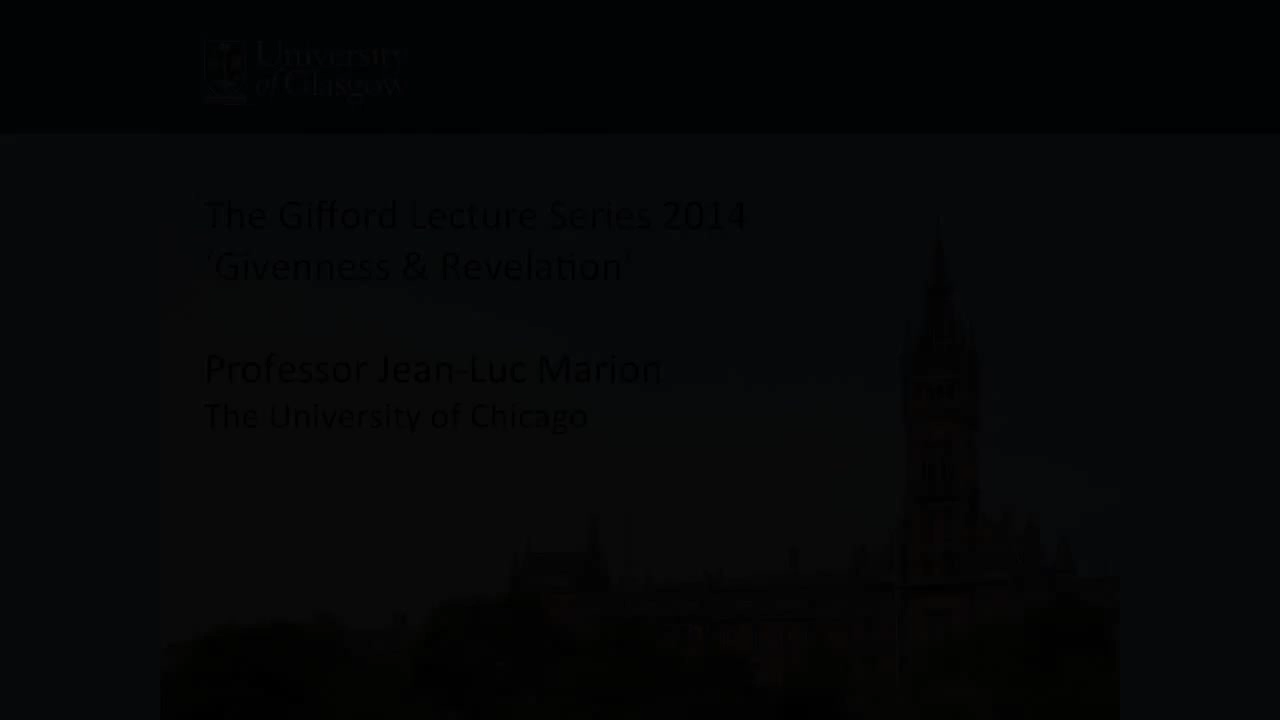 University
of Glasgow
The Gifford Lecture Series 2014
'Givenness & Revelation'
Professor Jean-Luc Marion
The University of Chicago